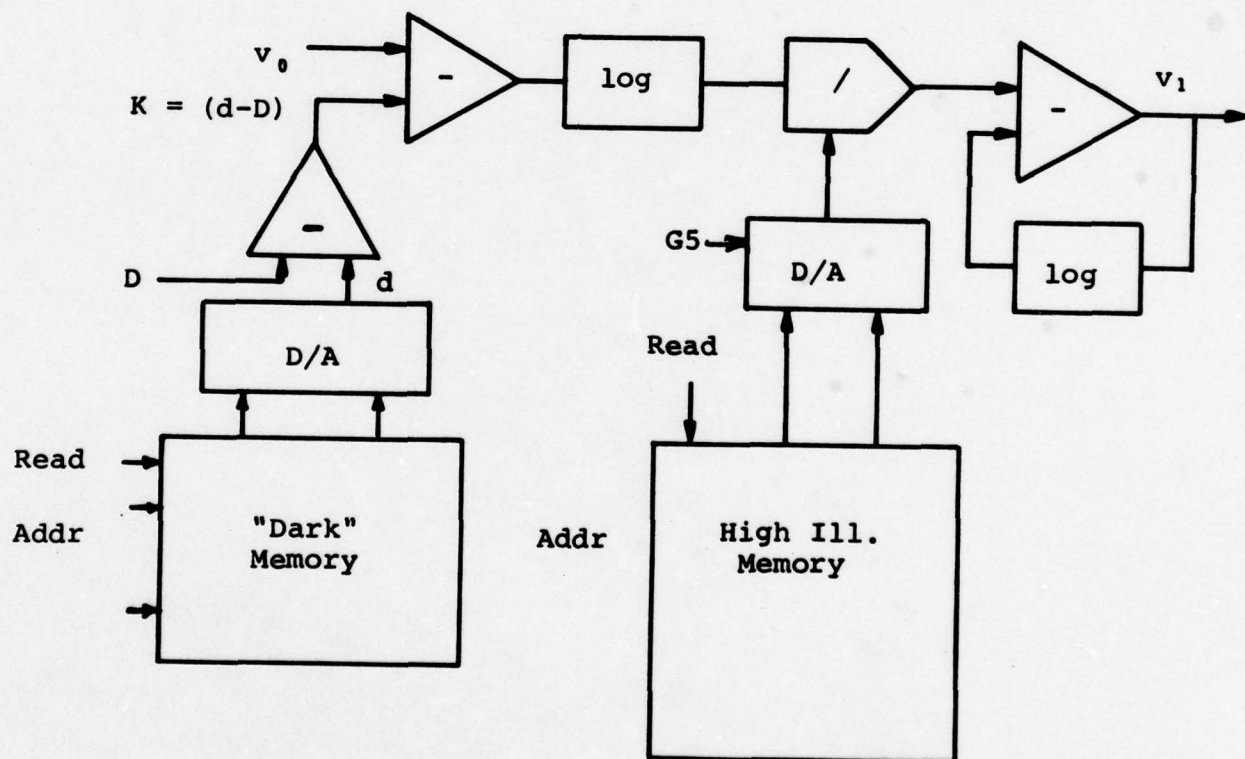 v₀
-
log
/
-
v₁
K = (d-D)
-
D
d
G5
D/A
log
D/A
Read
Read
Addr
"Dark"
Memory
Addr
High Ill.
Memory